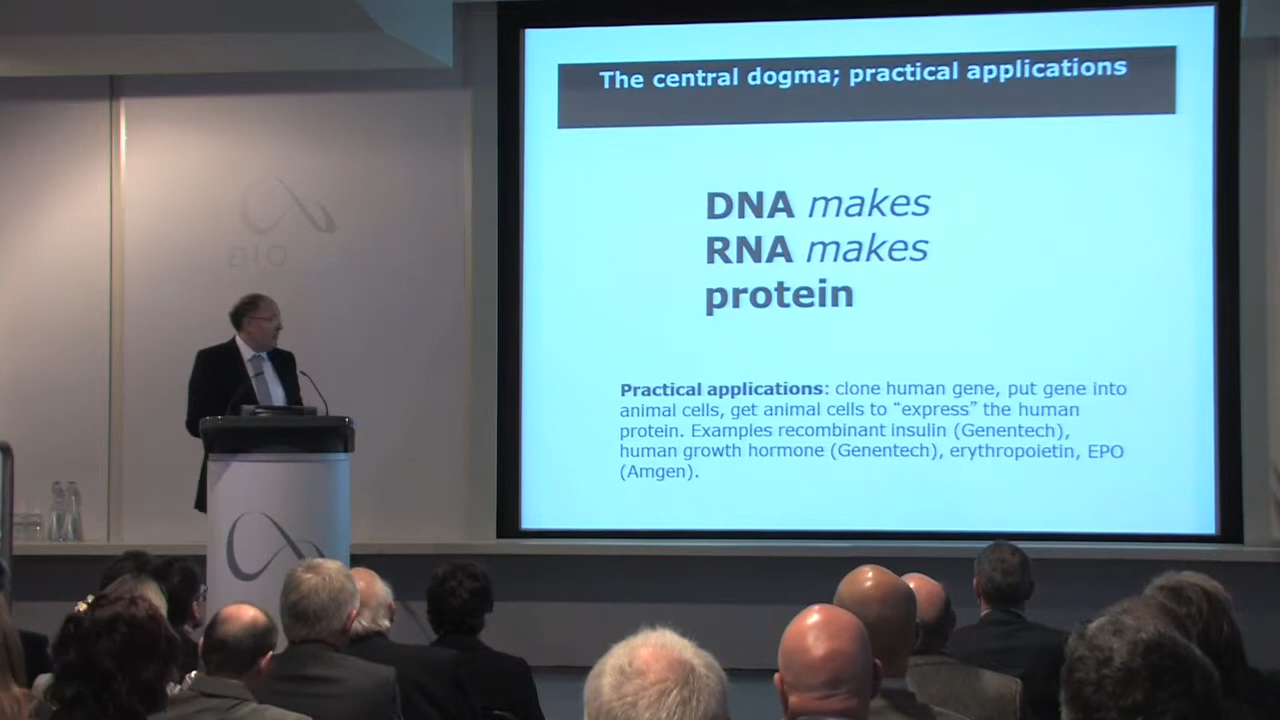 The central dogma; practical applications
DNA makes
RNA makes
protein
Practical applications: clone human gene, put gene into
animal cells, get animal cells to “express” the human
protein. Examples recombinant insulin (Genentech),
human growth hormone (Genentech), erythropoietin, EPO
(Amgen).